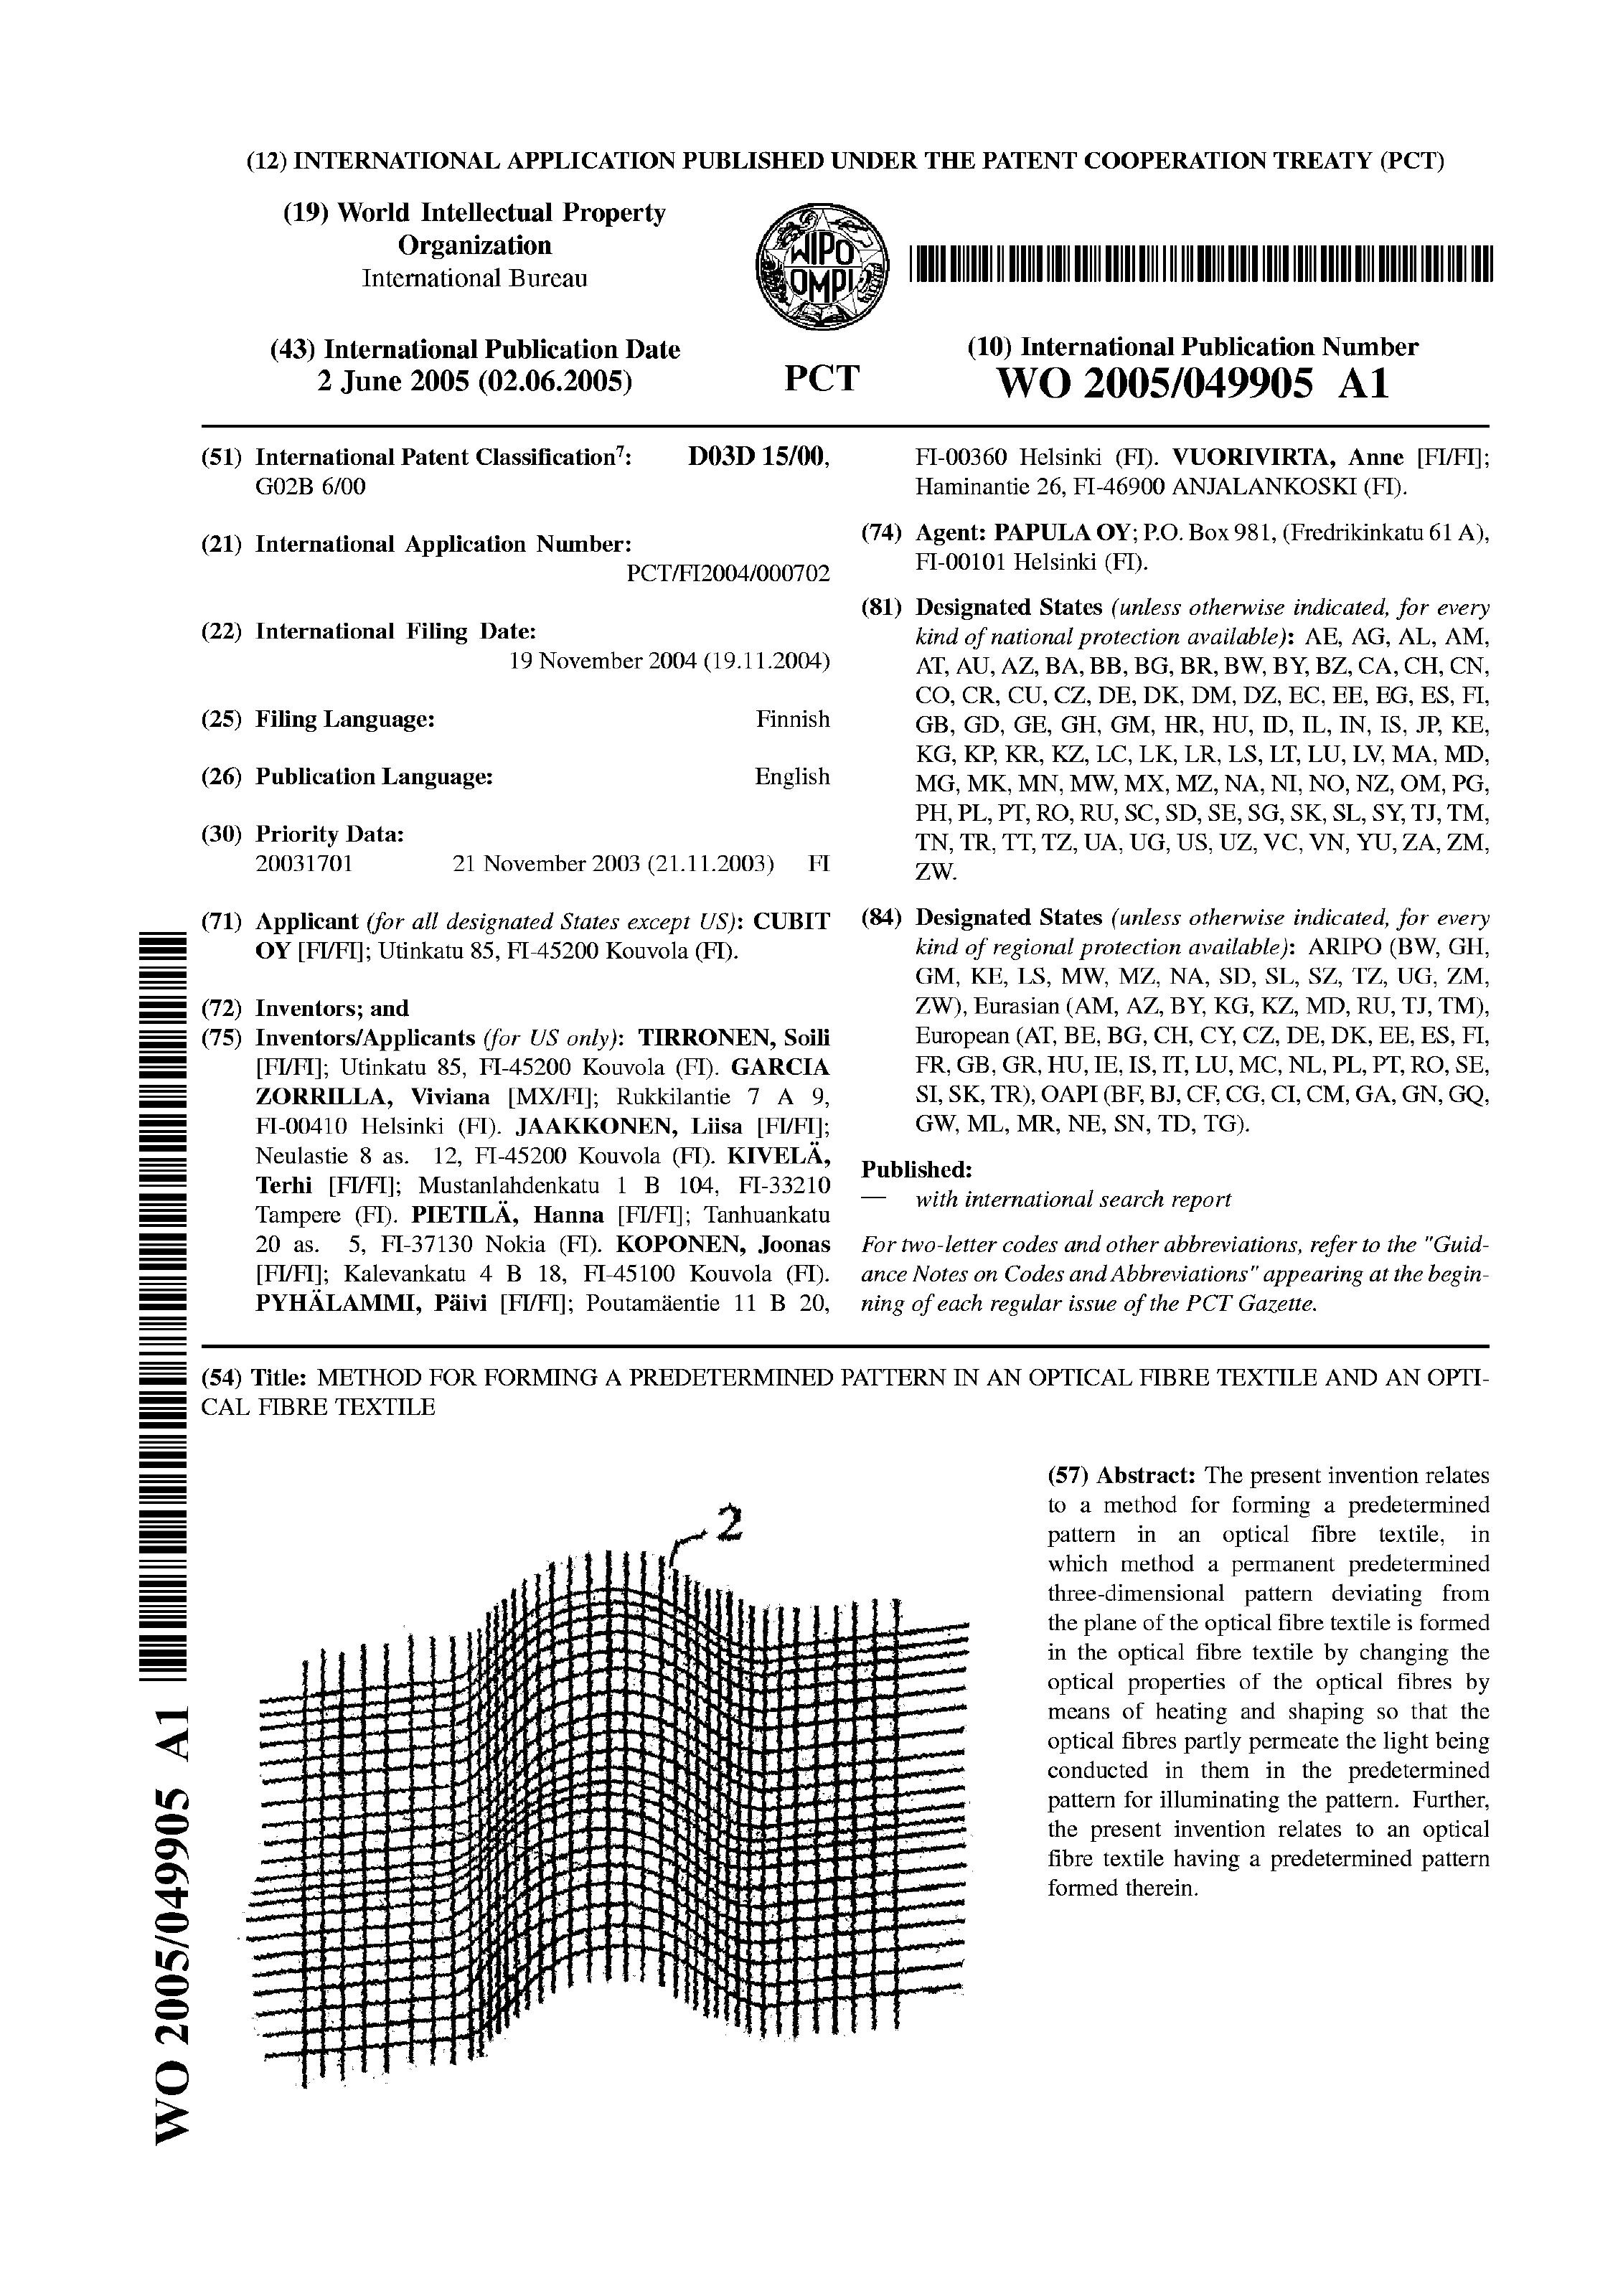 (12) INTERNATIONAL APPLICATION PUBLISHED UNDER THE PATENT COOPERATION TREATY (PCT)
(19) World Intellectual Property
Organization
International Bureau
WIPO
OMPI
(43) International Publication Date
2 June 2005 (02.06.2005)
PCT
(10) International Publication Number
WO 2005/049905 A1
(51) International Patent Classification7: D03D 15/00,
G02B 6/00
(21) International Application Number:
PCT/FI2004/000702
(22) International Filing Date:
19 November 2004 (19.11.2004)
(25) Filing Language: Finnish
(26) Publication Language: English
(30) Priority Data:
20031701 21 November 2003 (21.11.2003) FI
(71) Applicant (for all designated States except US): CUBIT
OY [FI/FI]; Utinkatu 85, FI-45200 Kouvola (FI).
(72) Inventors; and
(75) Inventors/Applicants (for US only): TIRRONEN, Soili
[FI/FI]; Utinkatu 85, FI-45200 Kouvola (FI). GARCIA
ZORRILLA, Viviana [MX/FI]; Rukkilantie 7 A 9,
FI-00410 Helsinki (FI). JAAKKONEN, Liisa [FI/FI];
Neulastie 8 as. 12, FI-45200 Kouvola (FI). KIVELÄ,
Terhi [FI/FI]; Mustanlahdenkatu 1 B 104, FI-33210
Tampere (FI). PIETILÄ, Hanna [FI/FI]; Tanhuankatu
20 as. 5, FI-37130 Nokia (FI). KOPONEN, Joonas
[FI/FI]; Kalevankatu 4 B 18, FI-45100 Kouvola (FI).
PYHÄLAMMI, Päivi [FI/FI]; Poutamäentie 11 B 20,
FI-00360 Helsinki (FI). VUORIVIRTA, Anne [FI/FI];
Haminantie 26, FI-46900 ANJALANKOSKI (FI).
(74) Agent: PAPULA OY; P.O. Box 981, (Fredrikinkatu 61 A),
FI-00101 Helsinki (FI).
(81) Designated States (unless otherwise indicated, for every
kind of national protection available): AE, AG, AL, AM,
AT, AU, AZ, BA, BB, BG, BR, BW, BY, BZ, CA, CH, CN,
CO, CR, CU, CZ, DE, DK, DM, DZ, EC, EE, EG, ES, FI,
GB, GD, GE, GH, GM, HR, HU, ID, IL, IN, IS, JP, KE,
KG, KP, KR, KZ, LC, LK, LR, LS, LT, LU, LV, MA, MD,
MG, MK, MN, MW, MX, MZ, NA, NI, NO, NZ, OM, PG,
PH, PL, PT, RO, RU, SC, SD, SE, SG, SK, SL, SY, TJ, TM,
TN, TR, TT, TZ, UA, UG, US, UZ, VC, VN, YU, ZA, ZM,
ZW.
(84) Designated States (unless otherwise indicated, for every
kind of regional protection available): ARIPO (BW, GH,
GM, KE, LS, MW, MZ, NA, SD, SL, SZ, TZ, UG, ZM,
ZW), Eurasian (AM, AZ, BY, KG, KZ, MD, RU, TJ, TM),
European (AT, BE, BG, CH, CY, CZ, DE, DK, EE, ES, FI,
FR, GB, GR, HU, IE, IS, IT, LU, MC, NL, PL, PT, RO, SE,
SI, SK, TR), OAPI (BF, BJ, CF, CG, CI, CM, GA, GN, GQ,
GW, ML, MR, NE, SN, TD, TG).
Published:
— with international search report
For two-letter codes and other abbreviations, refer to the "Guid-
ance Notes on Codes and Abbreviations" appearing at the begin-
ning of each regular issue of the PCT Gazette.
(54) Title: METHOD FOR FORMING A PREDETERMINED PATTERN IN AN OPTICAL FIBRE TEXTILE AND AN OPTI-
CAL FIBRE TEXTILE
2
(57) Abstract: The present invention relates
to a method for forming a predetermined
pattern in an optical fibre textile, in
which method a permanent predetermined
three-dimensional pattern deviating from
the plane of the optical fibre textile is formed
in the optical fibre textile by changing the
optical properties of the optical fibres by
means of heating and shaping so that the
optical fibres partly permeate the light being
conducted in them in the predetermined
pattern for illuminating the pattern. Further,
the present invention relates to an optical
fibre textile having a predetermined pattern
formed therein.
WO 2005/049905 A1